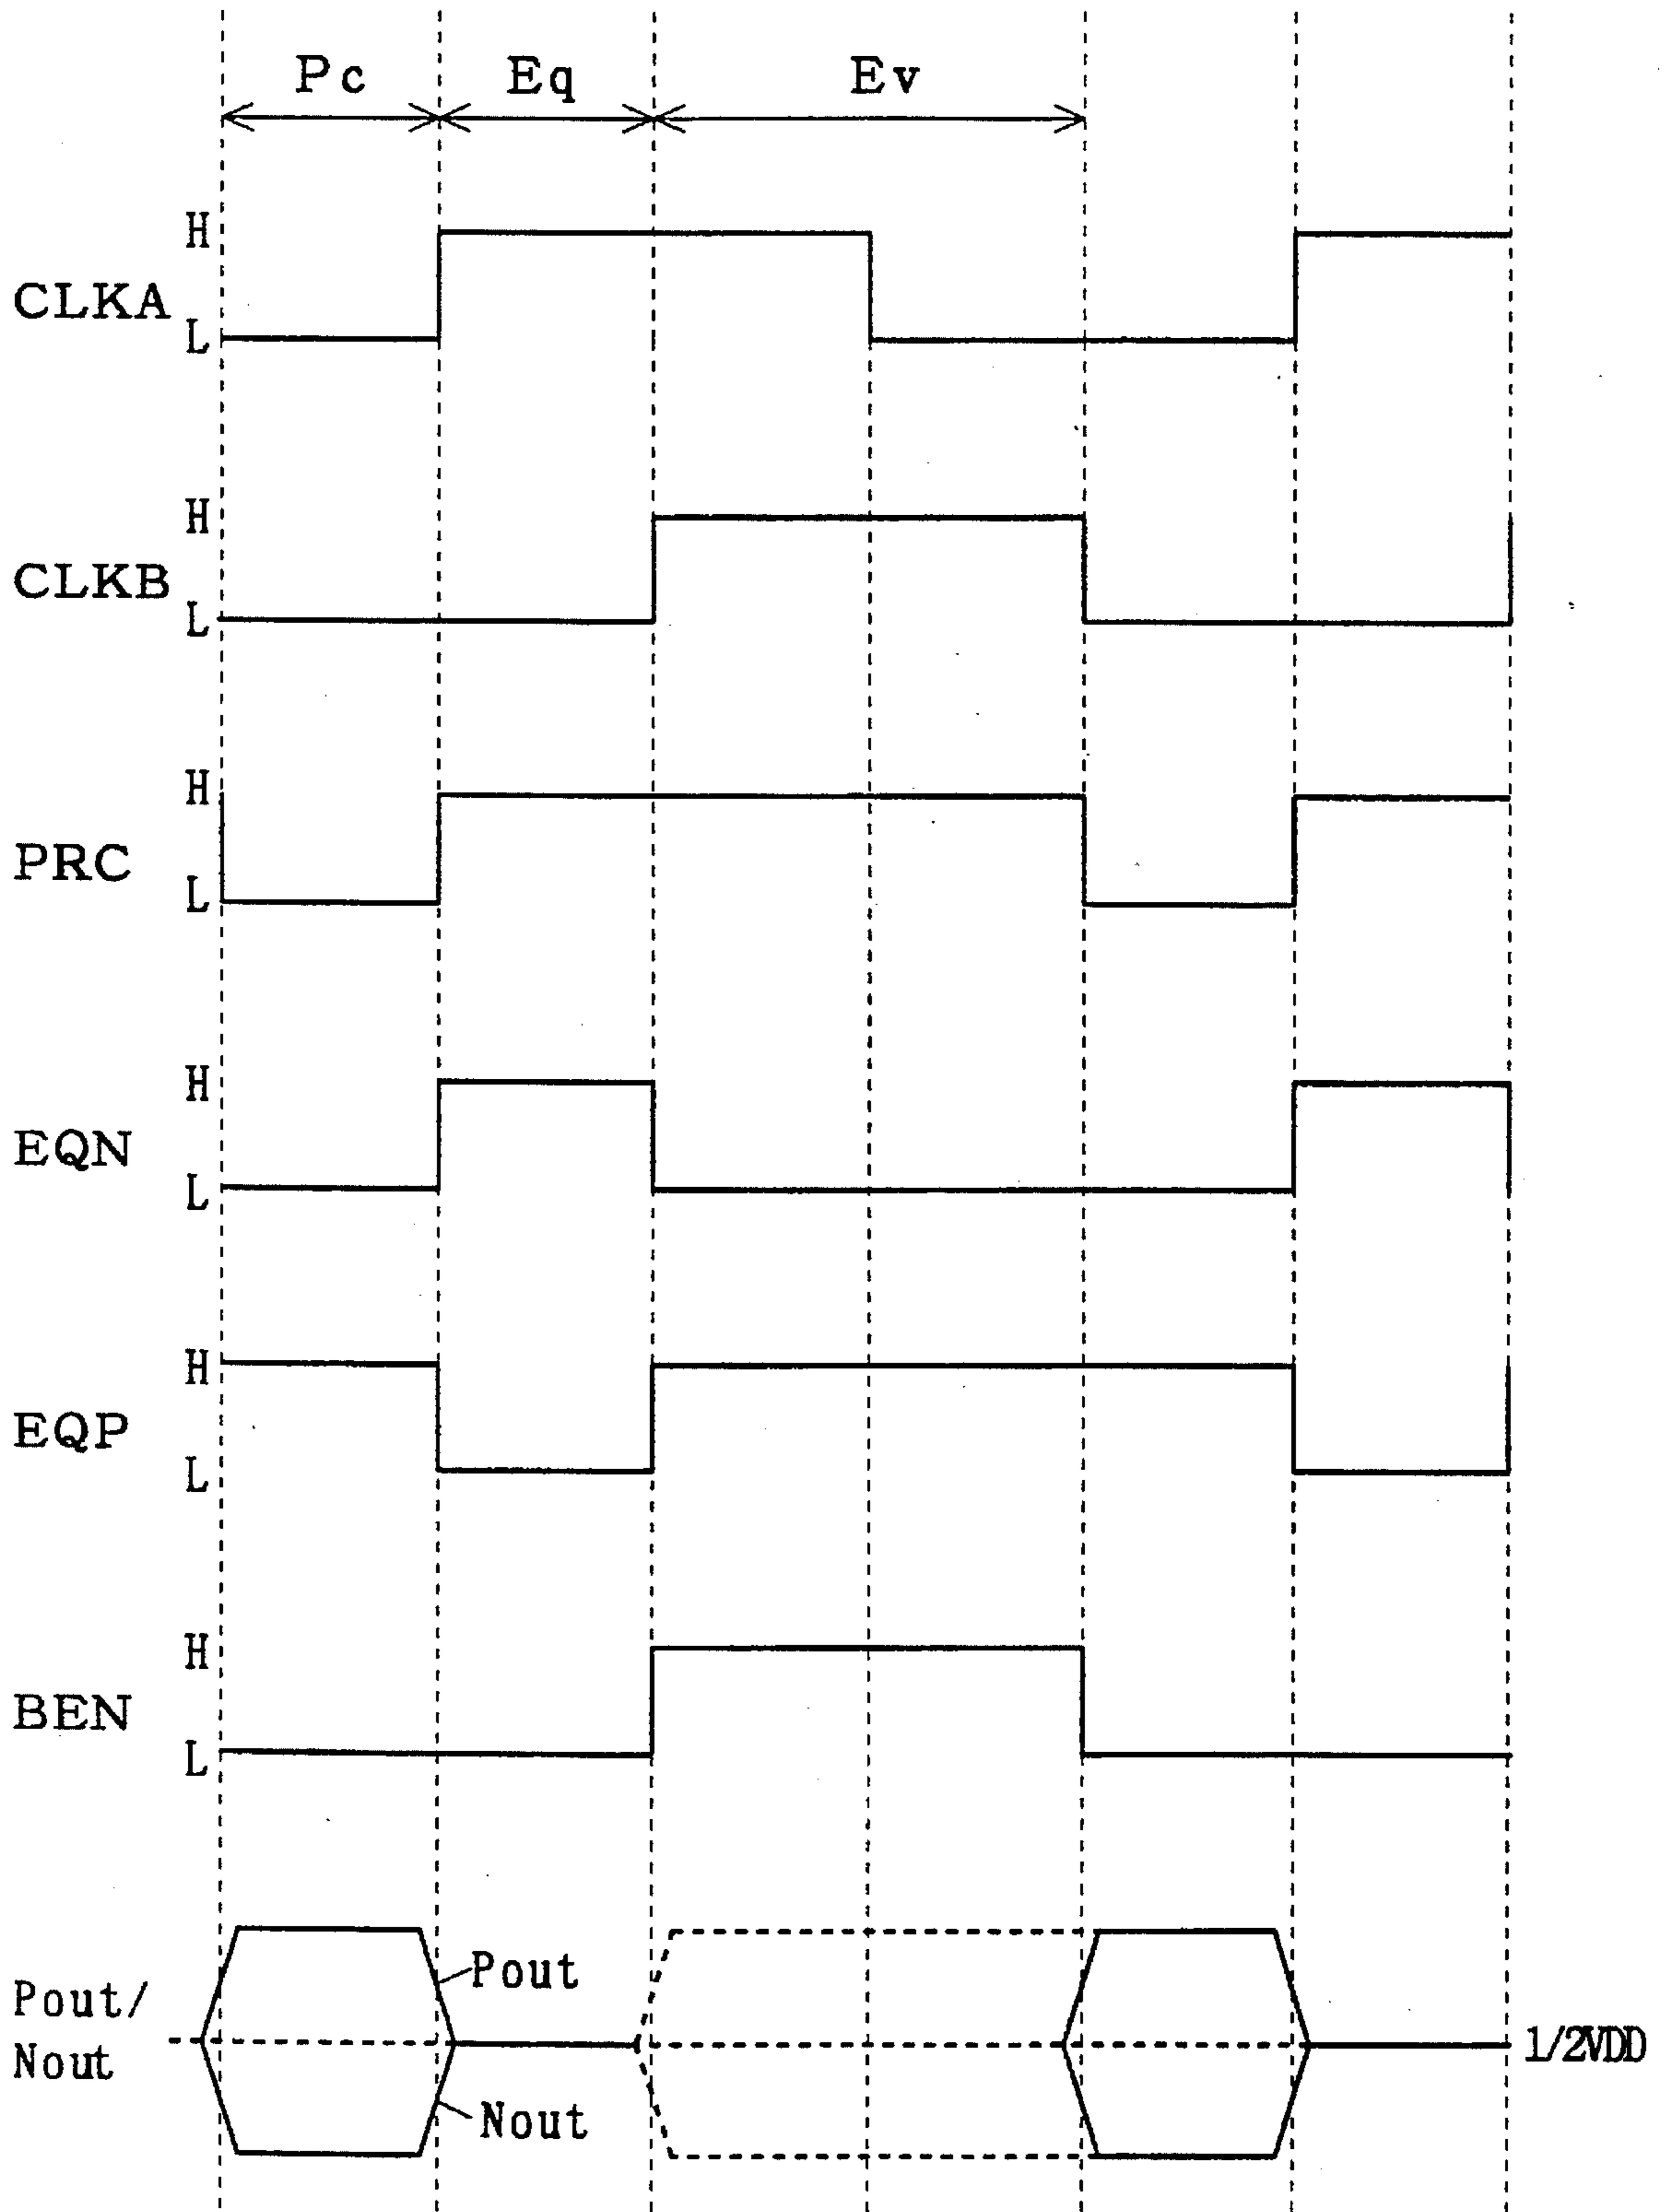 Pc Eq Ev
H
CLKA
L
H
CLKB
L
H
PRC
L
H
EQN
L
H
EQP
L
H
BEN
L
Pout
Pout/
Nout
1/2VDD
Nout